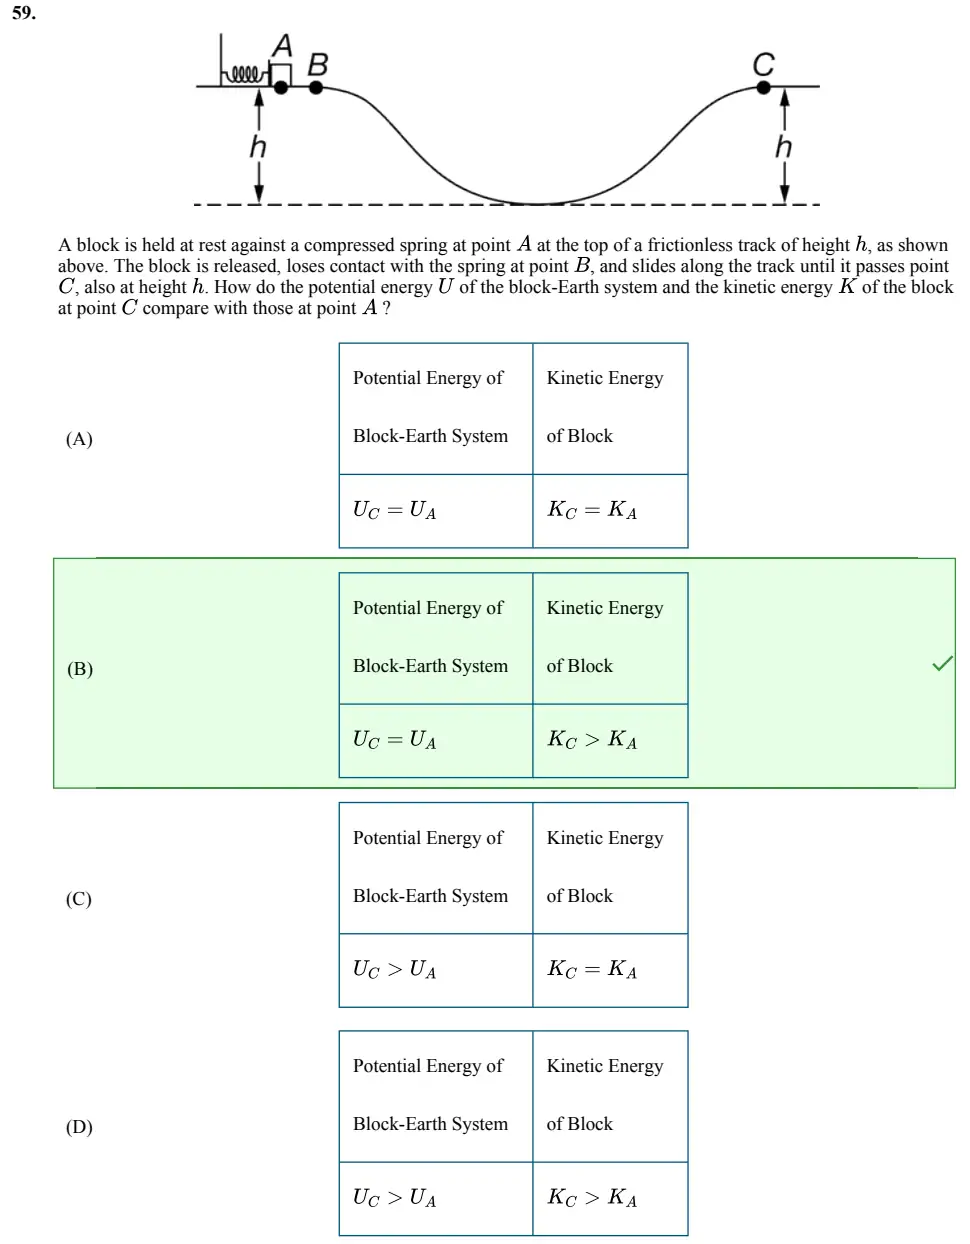 59.
A
B
C
h
h
A block is held at rest against a compressed spring at point A at the top of a frictionless track of height h, as shown
above. The block is released, loses contact with the spring at point B, and slides along the track until it passes point
C, also at height h. How do the potential energy U of the block-Earth system and the kinetic energy K of the block
at point C compare with those at point A ?
(A)
Potential Energy of
Block-Earth System
Kinetic Energy
of Block
U_C = U_A
K_C = K_A
(B)
Potential Energy of
Block-Earth System
Kinetic Energy
of Block
U_C = U_A
K_C > K_A
(C)
Potential Energy of
Block-Earth System
Kinetic Energy
of Block
U_C > U_A
K_C = K_A
(D)
Potential Energy of
Block-Earth System
Kinetic Energy
of Block
U_C > U_A
K_C > K_A